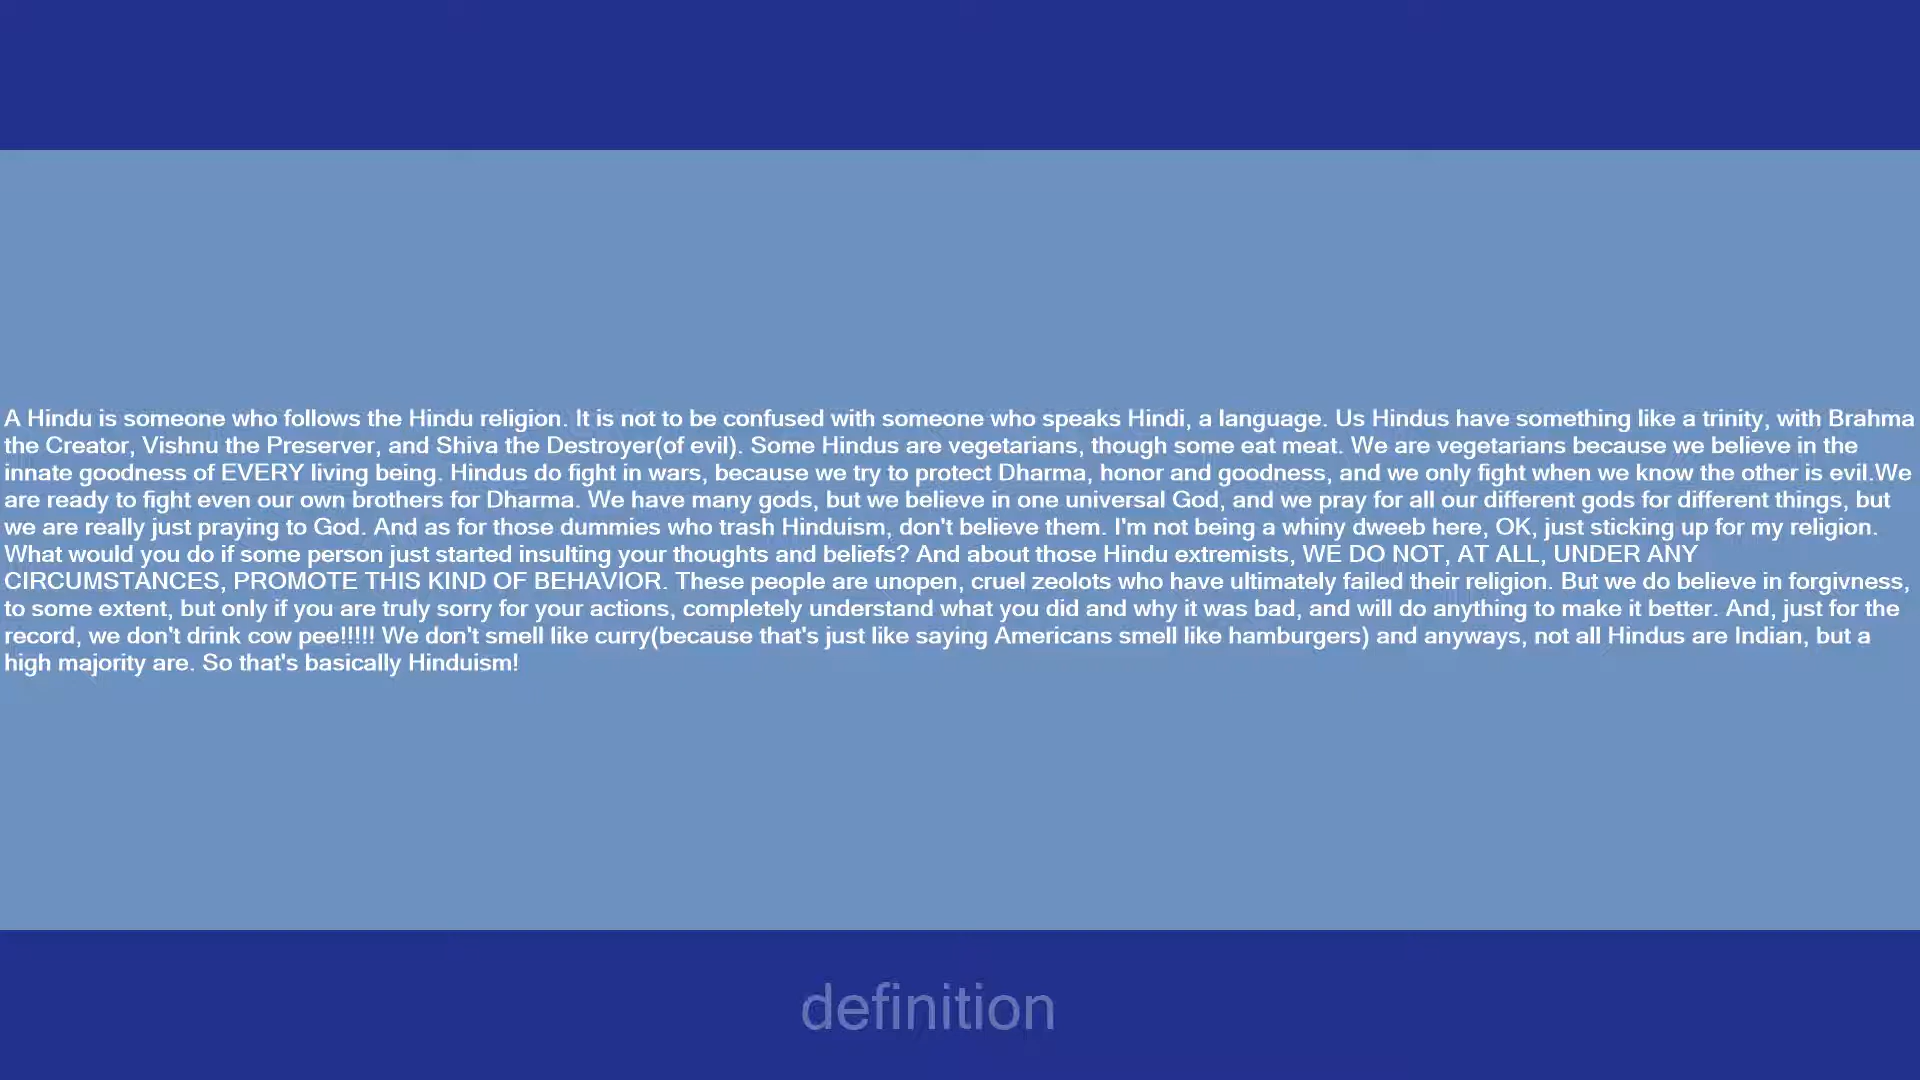 A Hindu is someone who follows the Hindu religion. It is not to be confused with someone who speaks Hindi, a language. Us Hindus have something like a trinity, with Brahma
the Creator, Vishnu the Preserver, and Shiva the Destroyer(of evil). Some Hindus are vegetarians, though some eat meat. We are vegetarians because we believe in the
innate goodness of EVERY living being. Hindus do fight in wars, because we try to protect Dharma, honor and goodness, and we only fight when we know the other is evil.We
are ready to fight even our own brothers for Dharma. We have many gods, but we believe in one universal God, and we pray for all our different gods for different things, but
we are really just praying to God. And as for those dummies who trash Hinduism, don't believe them. I'm not being a whiny dweeb here, OK, just sticking up for my religion.
What would you do if some person just started insulting your thoughts and beliefs? And about those Hindu extremists, WE DO NOT, AT ALL, UNDER ANY
CIRCUMSTANCES, PROMOTE THIS KIND OF BEHAVIOR. These people are unopen, cruel zeolots who have ultimately failed their religion. But we do believe in forgivness,
to some extent, but only if you are truly sorry for your actions, completely understand what you did and why it was bad, and will do anything to make it better. And, just for the
record, we don't drink cow pee!!!!! We don't smell like curry(because that's just like saying Americans smell like hamburgers) and anyways, not all Hindus are Indian, but a
high majority are. So that's basically Hinduism!
definition